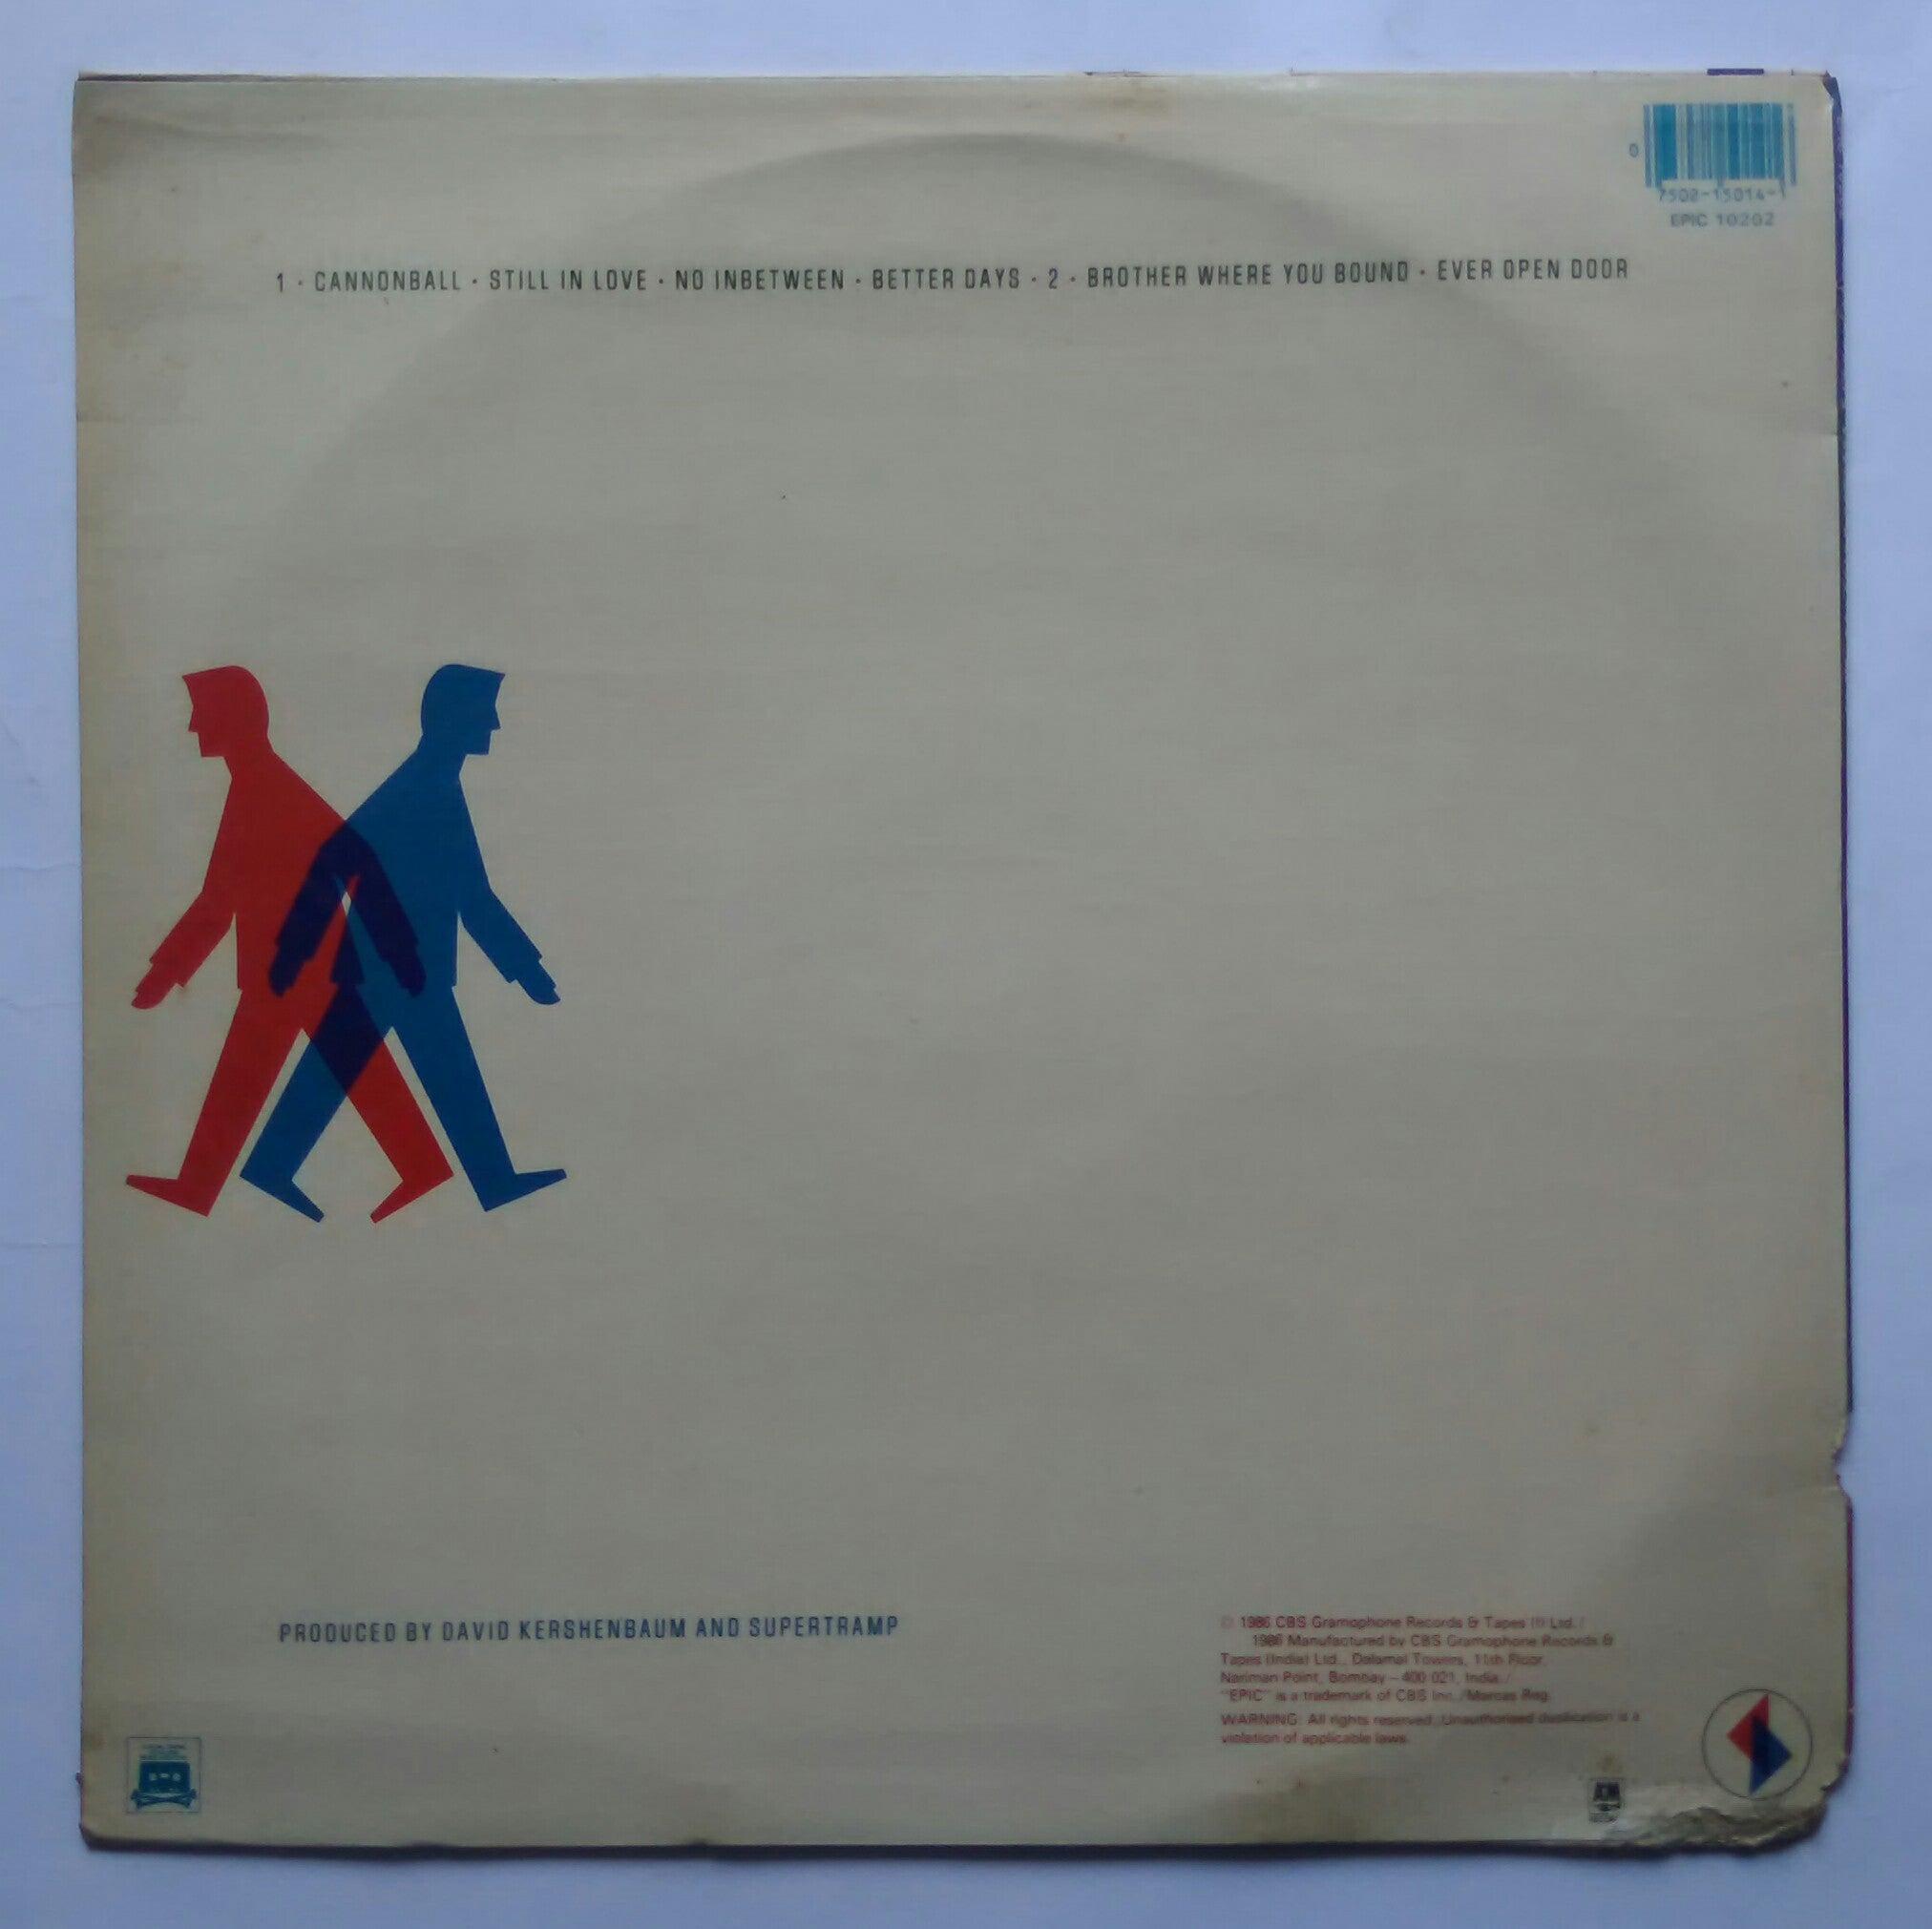 0
7502-15014-1
EPIC 10202
1 · CANNONBALL · STILL IN LOVE · NO INBETWEEN · BETTER DAYS · 2 · BROTHER WHERE YOU BOUND · EVER OPEN DOOR
PRODUCED BY DAVID KERSHENBAUM AND SUPERTRAMP
1986 CBS Gramophone Records & Tapes (I) Ltd./
1986 Manufactured by CBS Gramophone Records &
Tapes (India) Ltd., Dalamal Towers, 11th Floor,
Nariman Point, Bombay – 400 021, India./
"EPIC" is a trademark of CBS Inc./Marcas Reg.
WARNING: All rights reserved. Unauthorised duplication is a
violation of applicable laws.